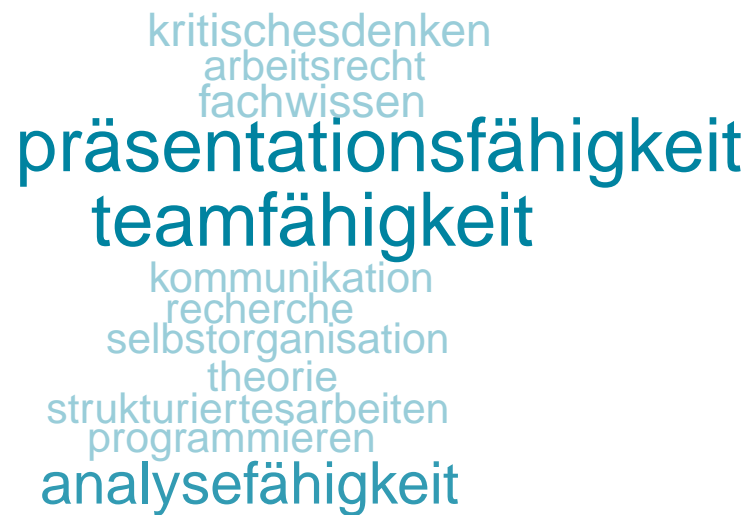 kritischesdenken
arbeitsrecht
fachwissen
präsentationsfähigkeit
teamfähigkeit
kommunikation
recherche
selbstorganisation
theorie
strukturiertesarbeiten
programmieren
analysefähigkeit